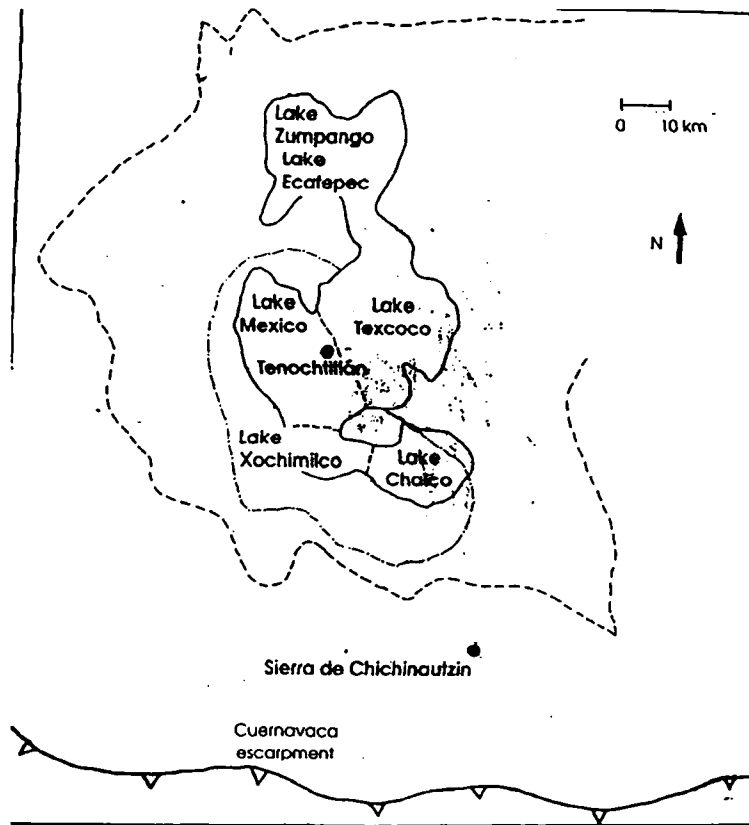 Lake
Zumpango
Lake
Ecatepec
0 10 km
N
Lake
Mexico
Lake
Texcoco
Tenochtitlán
Lake
Xochimilco
Lake
Chalco
Sierra de Chichinautzin
Cuernavaca
escarpment